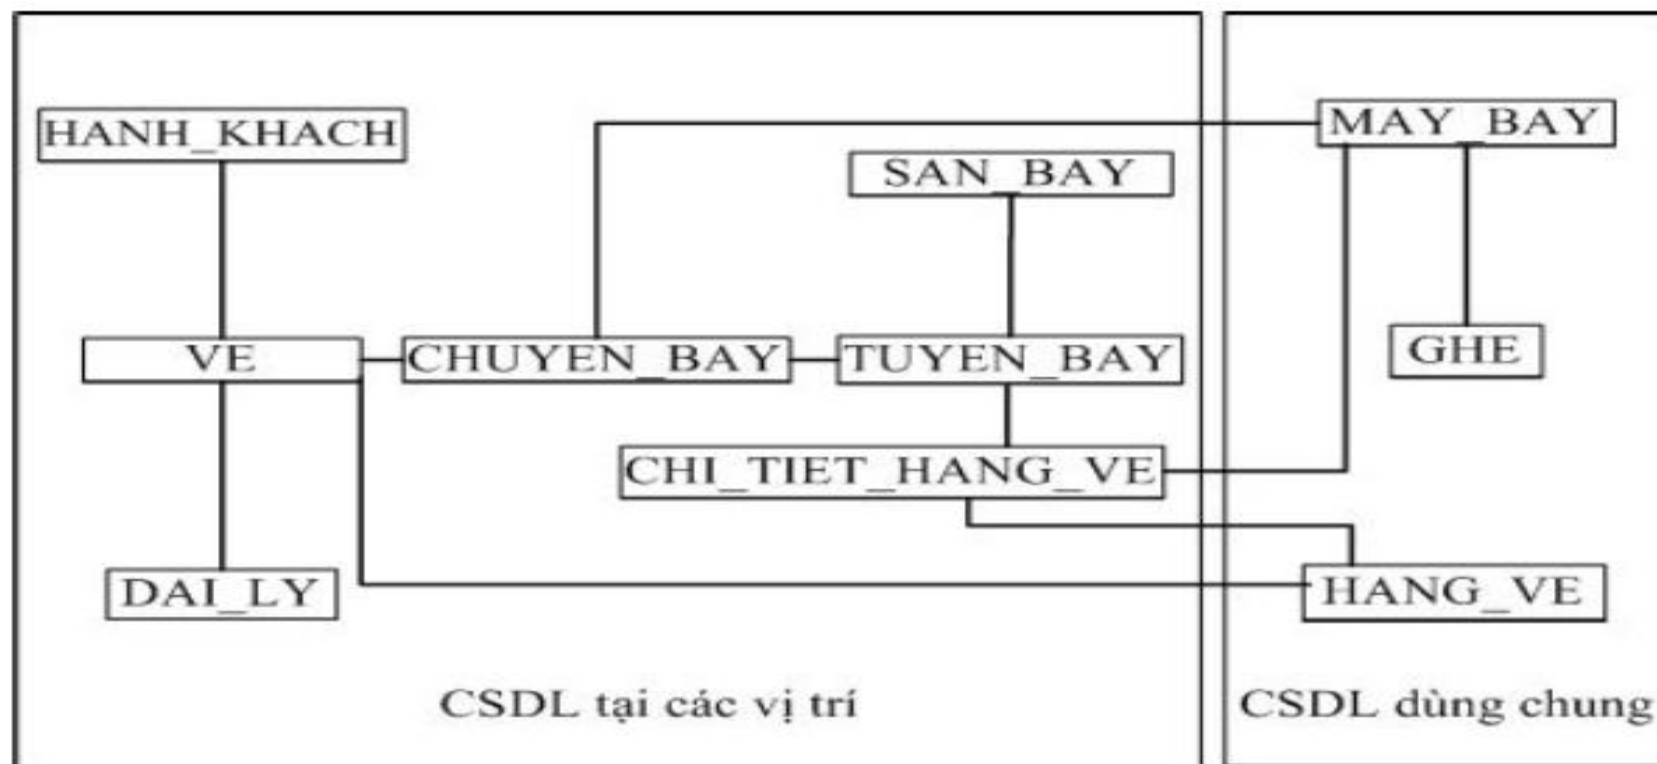 HANH_KHACH
MAY_BAY
SAN_BAY
VE
CHUYEN_BAY
TUYEN_BAY
GHE
CHI_TIET_HANG_VE
DAI_LY
HANG_VE
CSDL tại các vị trí
CSDL dùng chung